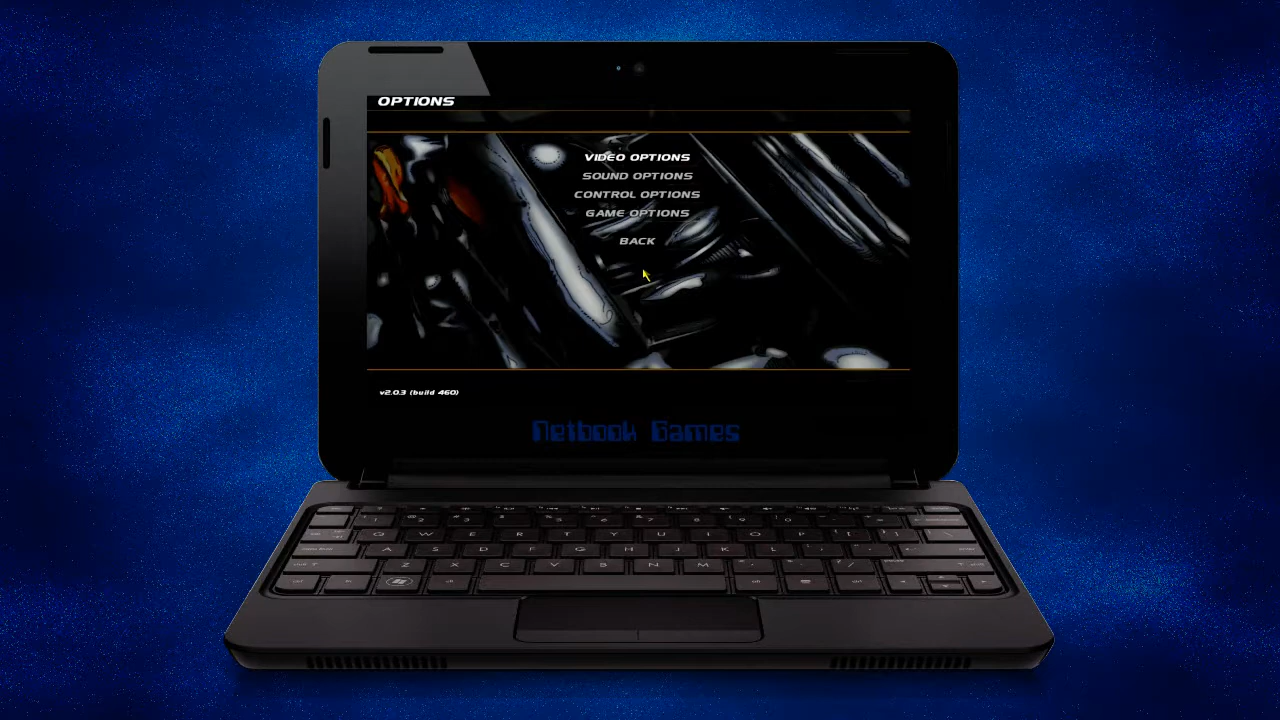 OPTIONS
VIDEO OPTIONS
SOUND OPTIONS
CONTROL OPTIONS
GAME OPTIONS
BACK
v2.0.3 (build 460)
Netbook Games
Q W E R T Y U I O P [ ] \
A S D F G H J K L
Z X C V B N M